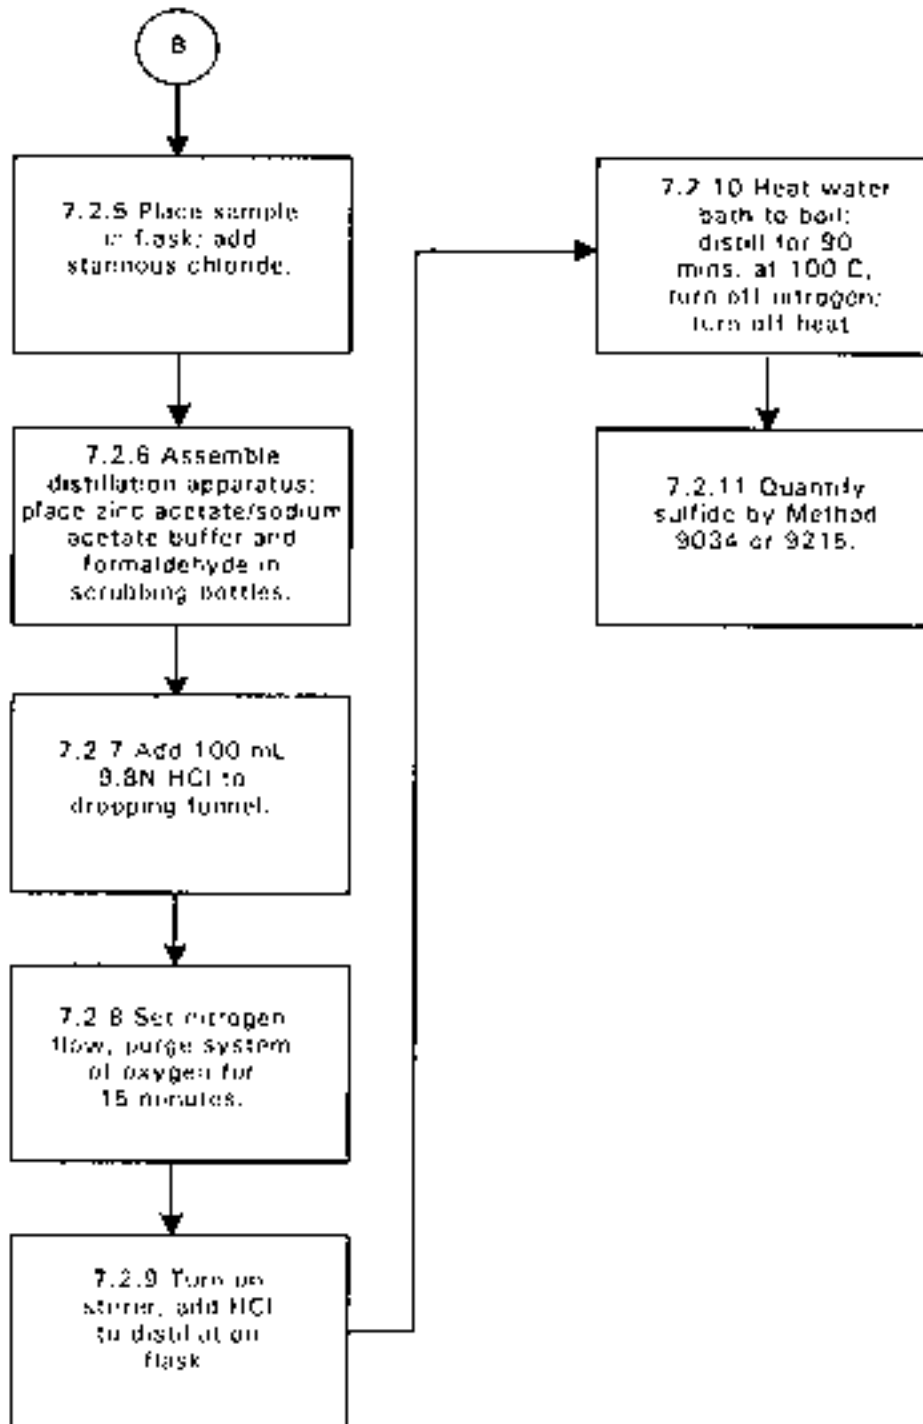 B
7.2.5 Place sample
in flask; add
stannous chloride.
7.2.6 Assemble
distillation apparatus;
place zinc acetate/sodium
acetate buffer and
formaldehyde in
scrubbing bottles.
7.2.7 Add 100 mL
9.8N HCl to
dropping funnel.
7.2.8 Set nitrogen
flow, purge system
of oxygen for
15 minutes.
7.2.9 Turn on
stirrer, add HCl
to distillation
flask
7.2.10 Heat water
bath to boil;
distill for 90
mins. at 100 C,
turn off nitrogen;
turn off heat
7.2.11 Quantify
sulfide by Method
9034 or 9215.